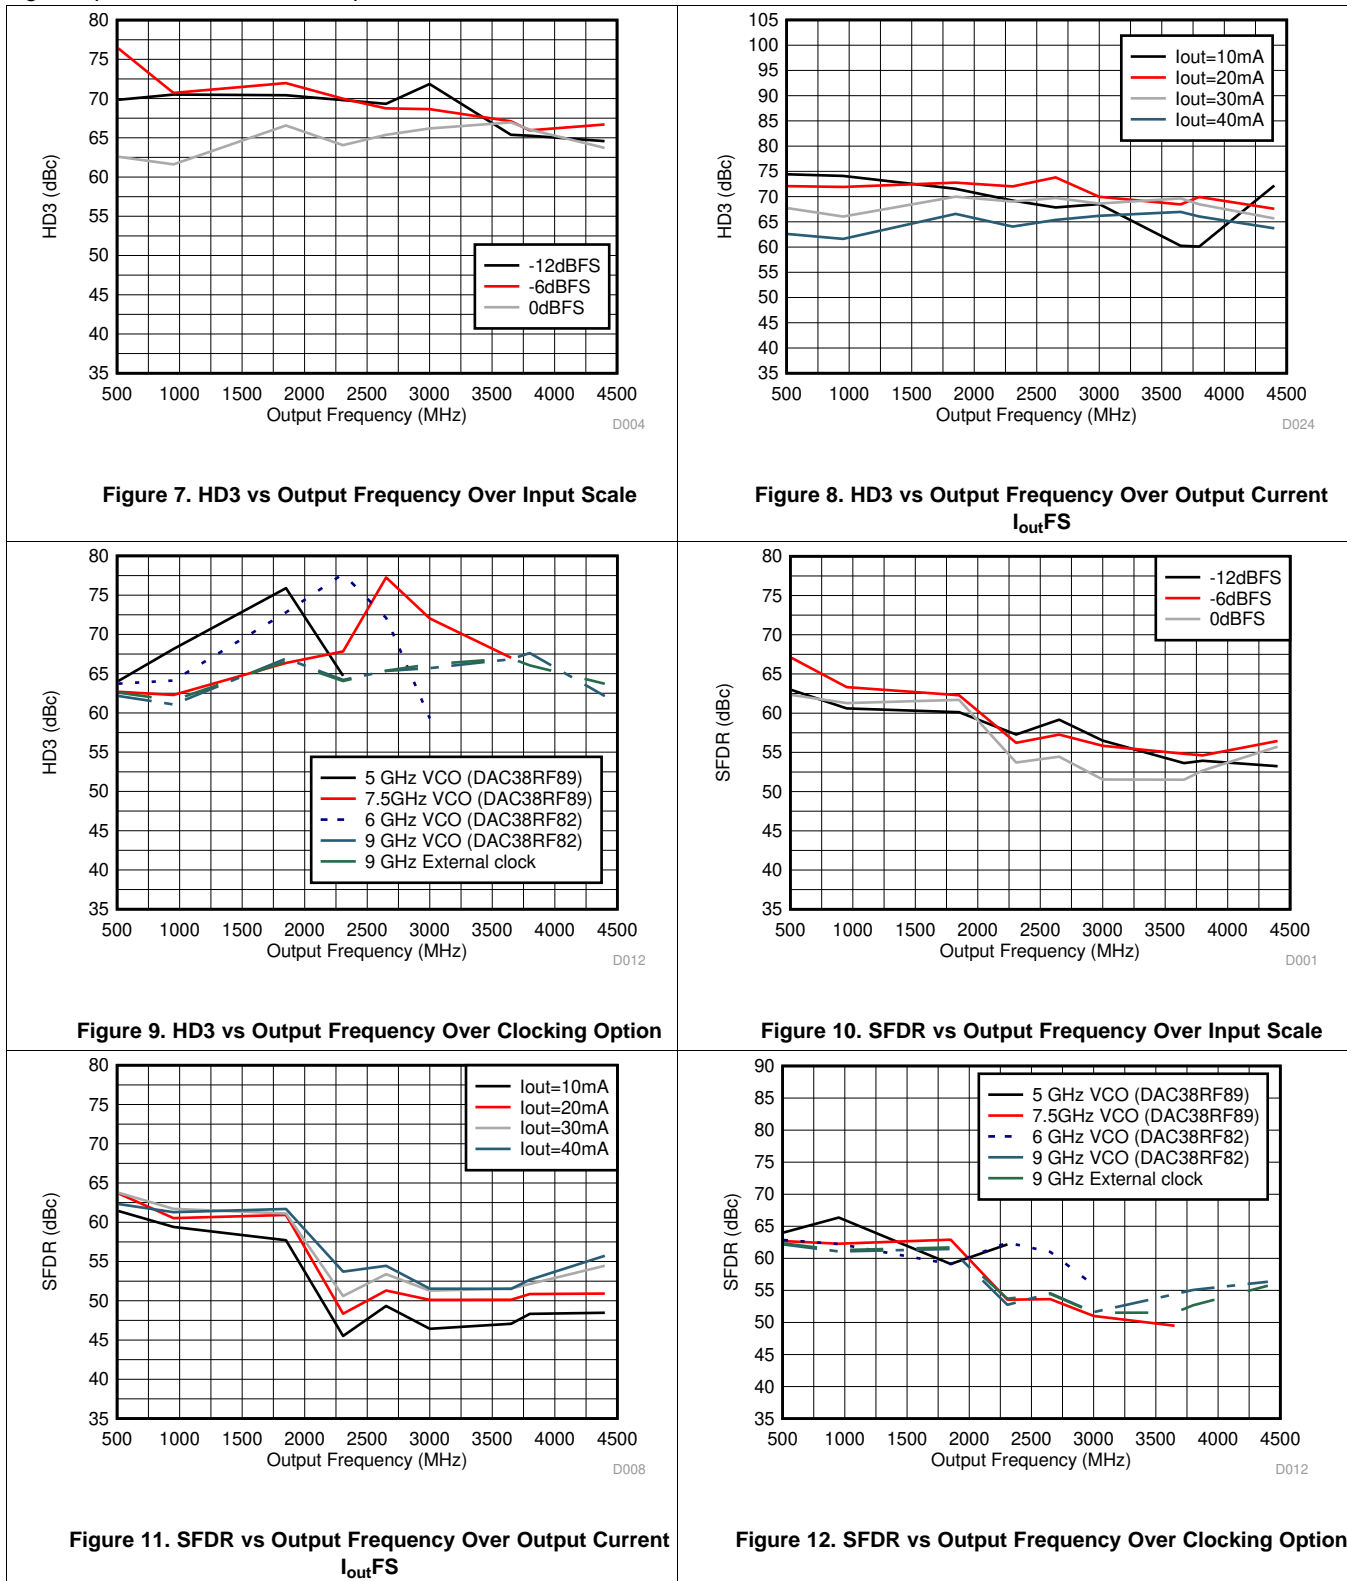 80
75
70
65
60
55
50
45
40
35
HD3 (dBc)
-12dBFS
-6dBFS
0dBFS
500 1000 1500 2000 2500 3000 3500 4000 4500
Output Frequency (MHz)
D004
Figure 7. HD3 vs Output Frequency Over Input Scale
105
100
95
90
85
80
75
70
65
60
55
50
45
40
35
HD3 (dBc)
Iout=10mA
Iout=20mA
Iout=30mA
Iout=40mA
500 1000 1500 2000 2500 3000 3500 4000 4500
Output Frequency (MHz)
D024
Figure 8. HD3 vs Output Frequency Over Output Current
IoutFS
80
75
70
65
60
55
50
45
40
35
HD3 (dBc)
5 GHz VCO (DAC38RF89)
7.5GHz VCO (DAC38RF89)
6 GHz VCO (DAC38RF82)
9 GHz VCO (DAC38RF82)
9 GHz External clock
500 1000 1500 2000 2500 3000 3500 4000 4500
Output Frequency (MHz)
D012
Figure 9. HD3 vs Output Frequency Over Clocking Option
80
75
70
65
60
55
50
45
40
35
SFDR (dBc)
-12dBFS
-6dBFS
0dBFS
500 1000 1500 2000 2500 3000 3500 4000 4500
Output Frequency (MHz)
D001
Figure 10. SFDR vs Output Frequency Over Input Scale
80
75
70
65
60
55
50
45
40
35
SFDR (dBc)
Iout=10mA
Iout=20mA
Iout=30mA
Iout=40mA
500 1000 1500 2000 2500 3000 3500 4000 4500
Output Frequency (MHz)
D008
Figure 11. SFDR vs Output Frequency Over Output Current
IoutFS
90
85
80
75
70
65
60
55
50
45
40
35
SFDR (dBc)
5 GHz VCO (DAC38RF89)
7.5GHz VCO (DAC38RF89)
6 GHz VCO (DAC38RF82)
9 GHz VCO (DAC38RF82)
9 GHz External clock
500 1000 1500 2000 2500 3000 3500 4000 4500
Output Frequency (MHz)
D012
Figure 12. SFDR vs Output Frequency Over Clocking Option